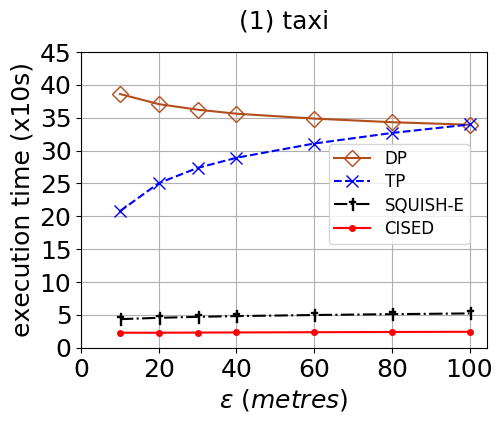 (1) taxi
execution time (x10s)
45
40
35
30
25
20
15
10
5
0
DP
TP
SQUISH-E
CISED
0 20 40 60 80 100
ε (metres)